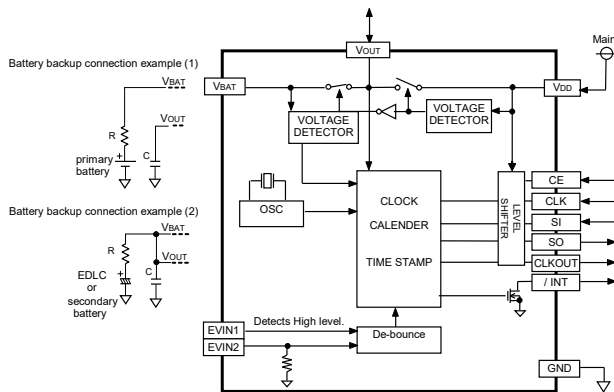 Battery backup connection example (1)
VBAT
R
VOUT
+
primary
battery
C
Battery backup connection example (2)
VBAT
R
VOUT
+
EDLC
or
secondary
battery
C
VOUT
Main
VBAT
VDD
VOLTAGE
DETECTOR
VOLTAGE
DETECTOR
OSC
CLOCK
CALENDER
TIME STAMP
LEVEL
SHIFTER
CE
CLK
SI
SO
CLKOUT
/ INT
EVIN1
Detects High level.
De-bounce
EVIN2
GND